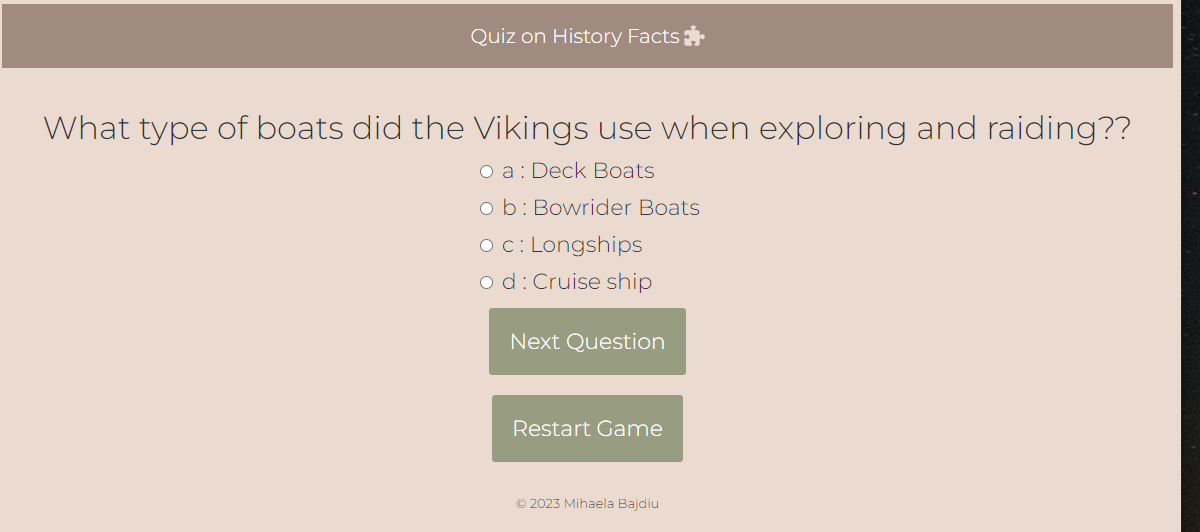 Quiz on History Facts
What type of boats did the Vikings use when exploring and raiding??
a : Deck Boats
b : Bowrider Boats
c : Longships
d : Cruise ship
Next Question
Restart Game
© 2023 Mihaela Bajdiu